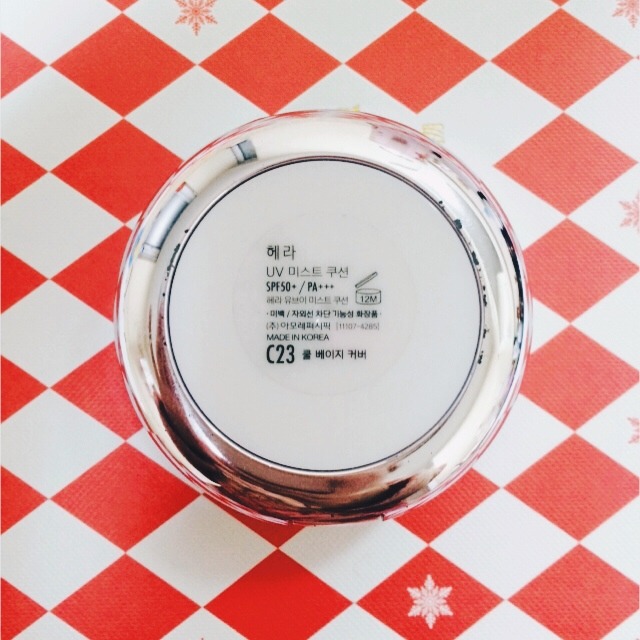 헤라
UV 미스트 쿠션
SPF50+ / PA+++
헤라 유브이 미스트 쿠션
12M
· 미백 / 자외선 차단 기능성 화장품 ·
(주) 아모레퍼시픽 [11107-4285]
MADE IN KOREA
C23 쿨 베이지 커버